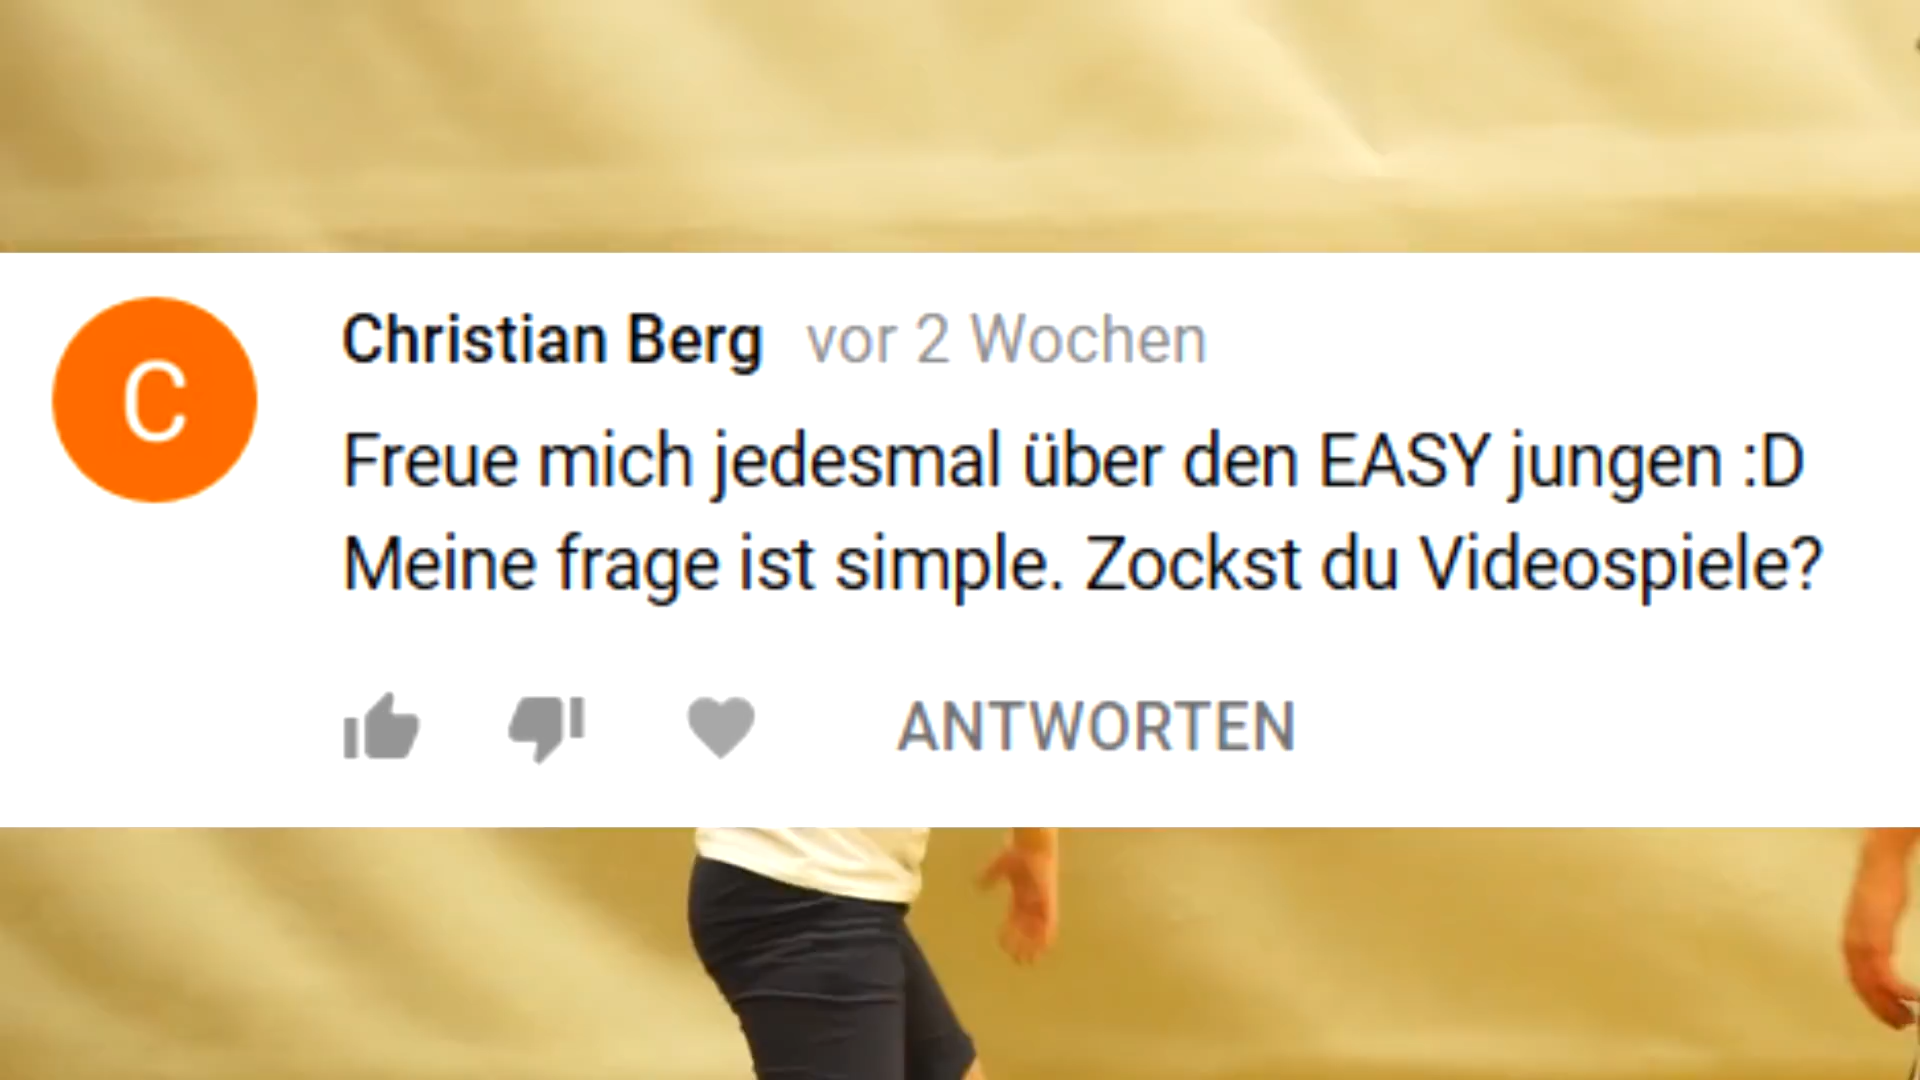 C
Christian Berg vor 2 Wochen
Freue mich jedesmal über den EASY jungen :D
Meine frage ist simple. Zockst du Videospiele?
ANTWORTEN